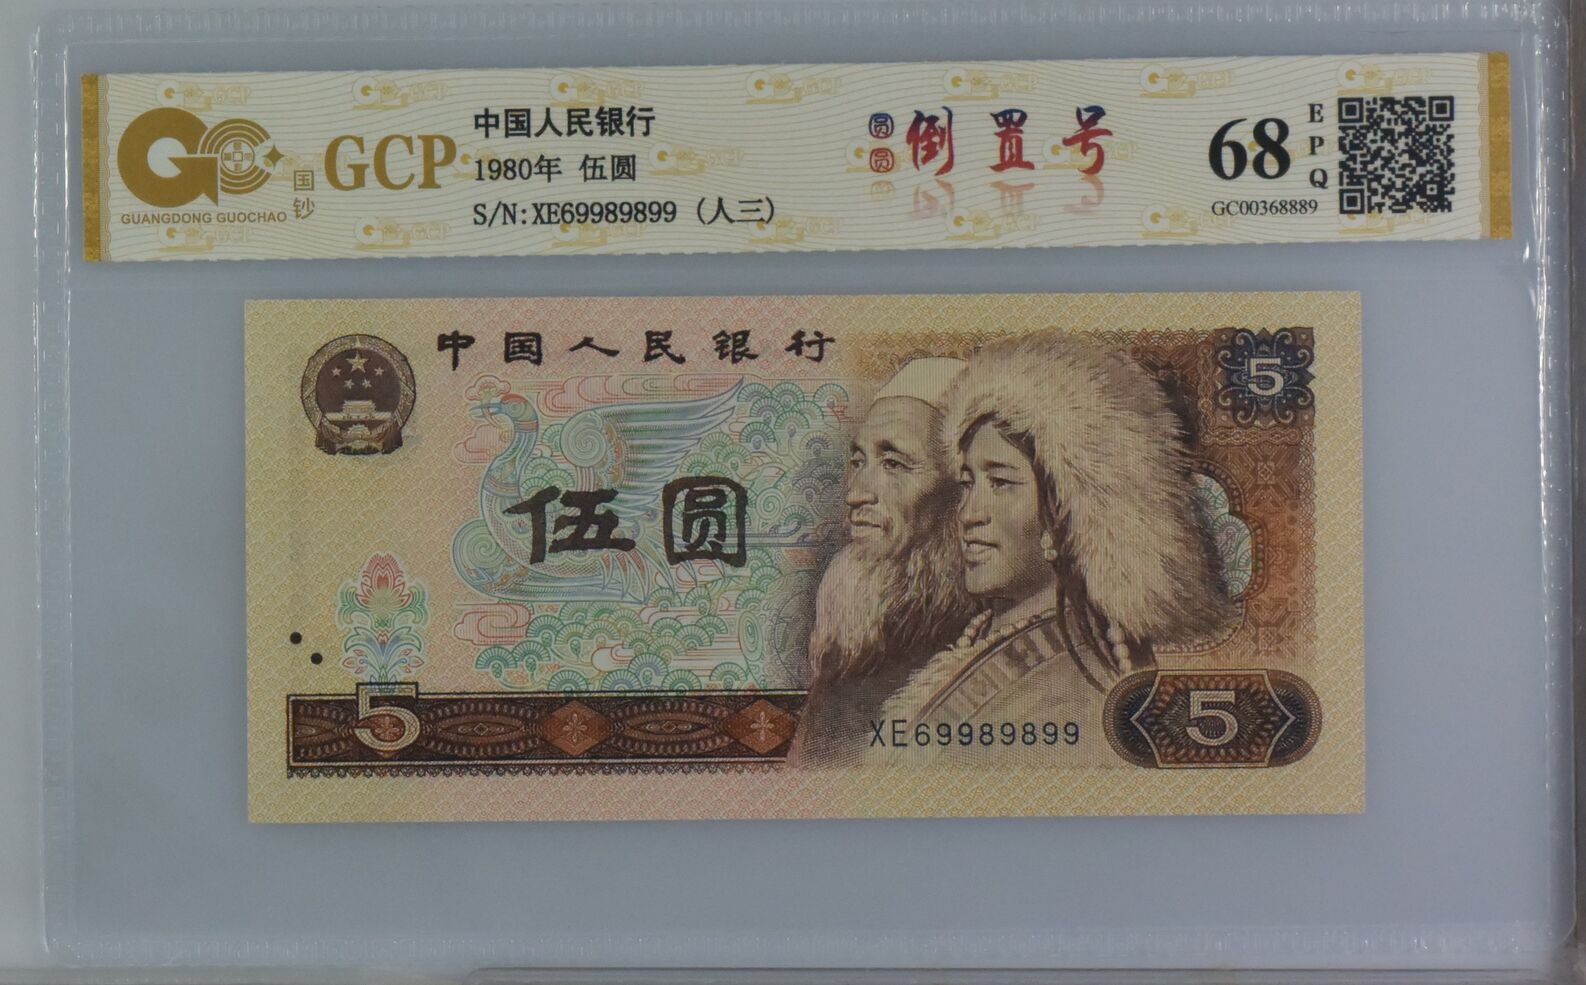 GCP
国钞
GUANGDONG GUOCHAO
中国人民银行
1980年 伍圆
S/N:XE69989899 (人三)
圆圆 倒置号
68
EPQ
GC00368889
中国人民银行
5
伍圆
5
XE69989899
5